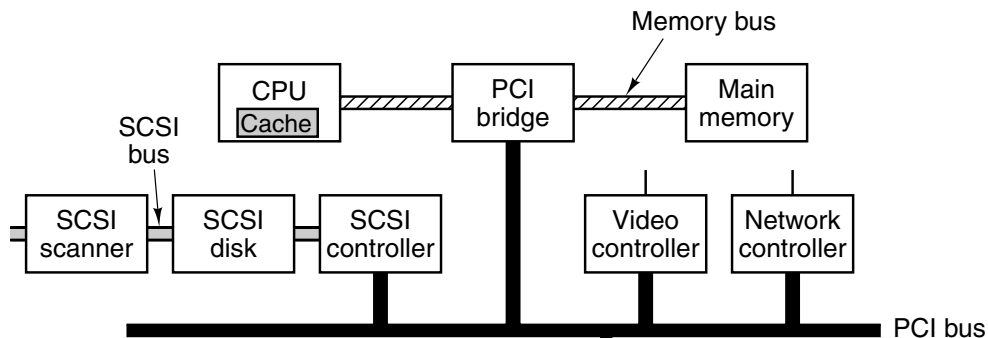 Memory bus
CPU
Cache
PCI
bridge
Main
memory
SCSI
bus
SCSI
scanner
SCSI
disk
SCSI
controller
Video
controller
Network
controller
PCI bus